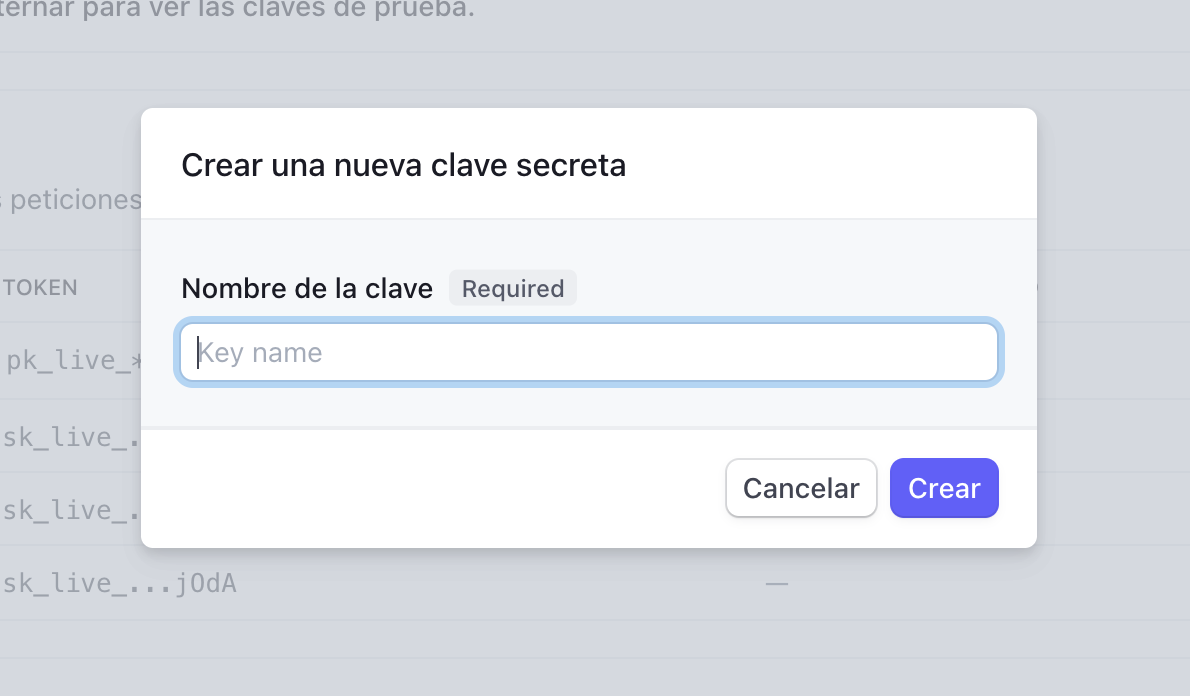 ternar para ver las claves de prueba.
Crear una nueva clave secreta
s peticiones
Nombre de la clave Required
TOKEN
Key name
pk_live_*
sk_live_..
sk_live_..
Cancelar Crear
sk_live_...jOdA —